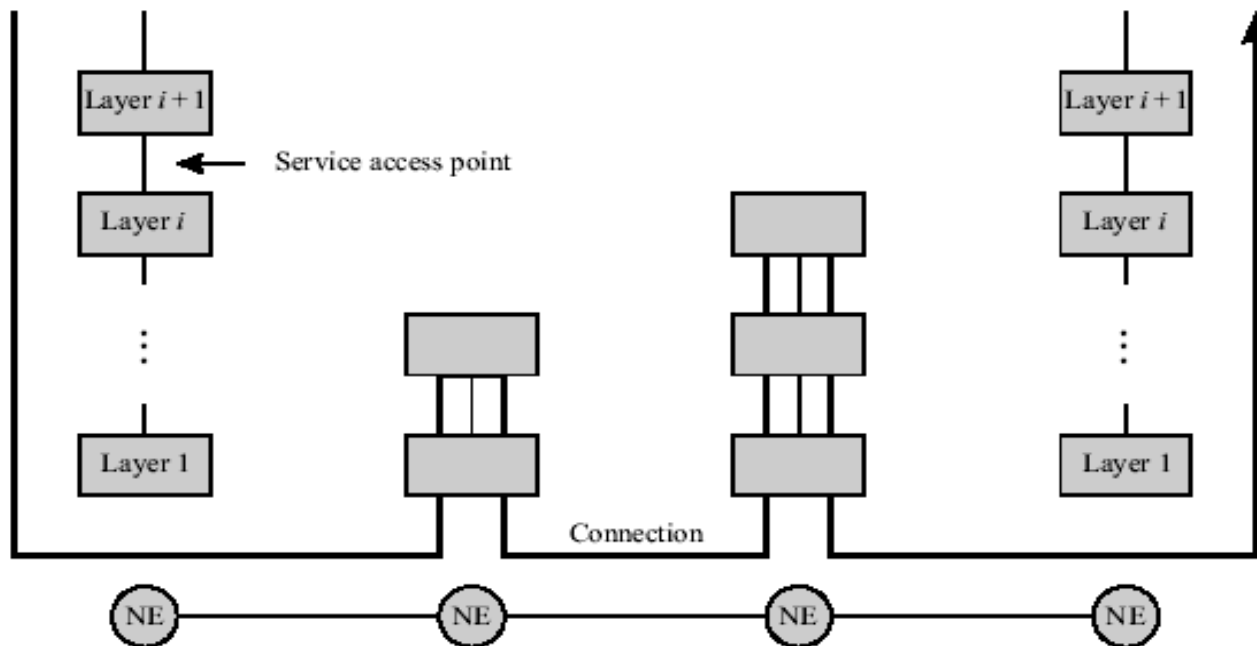 Layer i + 1
Layer i + 1
Service access point
Layer i
Layer i
Layer 1
Layer 1
Connection
NE
NE
NE
NE